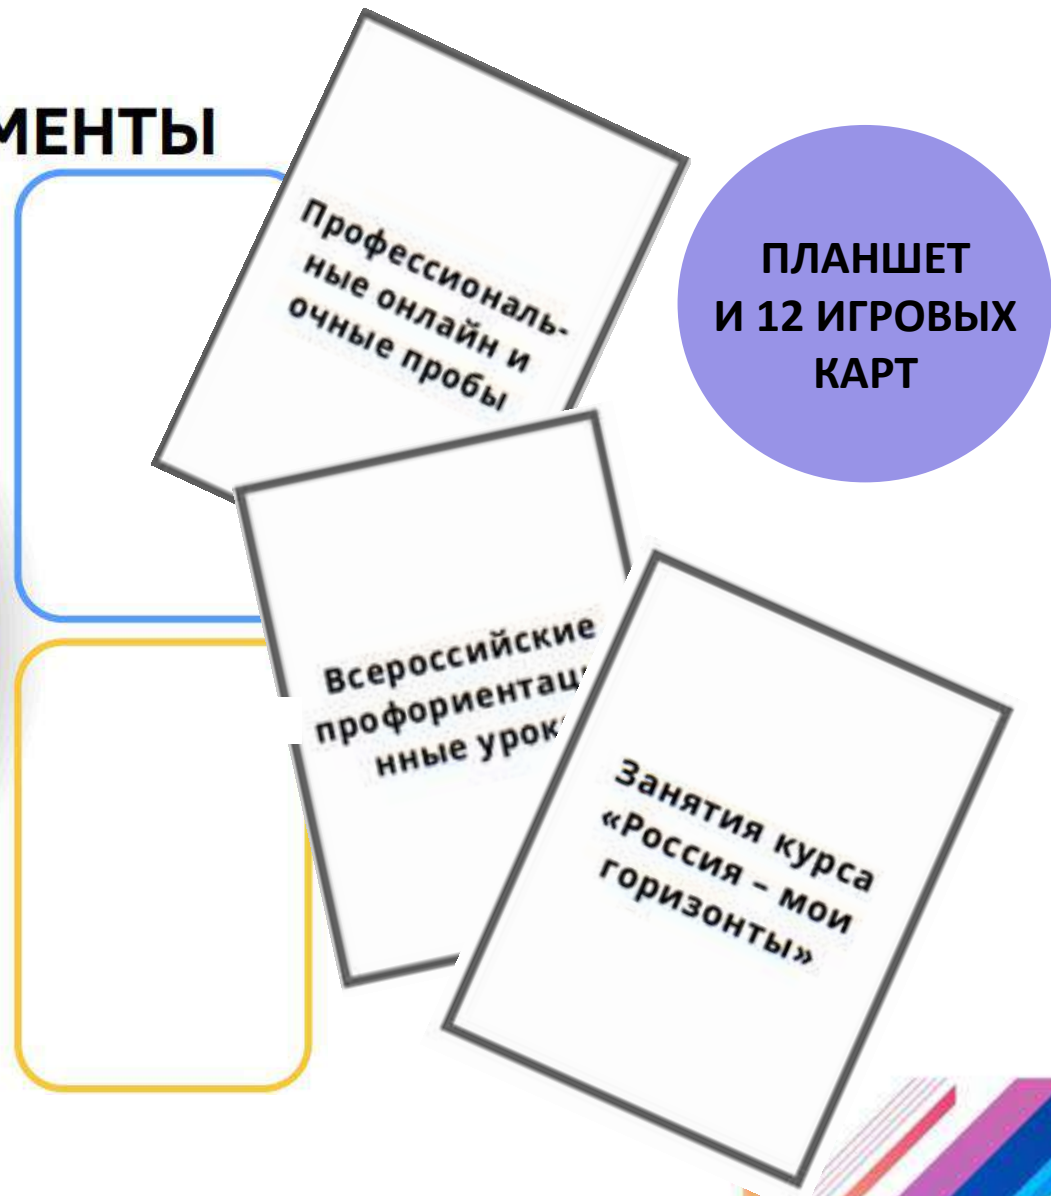 МЕНТЫ
Профессиональ-
ные онлайн и
очные пробы
ПЛАНШЕТ
И 12 ИГРОВЫХ
КАРТ
Всероссийские
профориентац
нные урок
Занятия курса
«Россия – мои
горизонты»